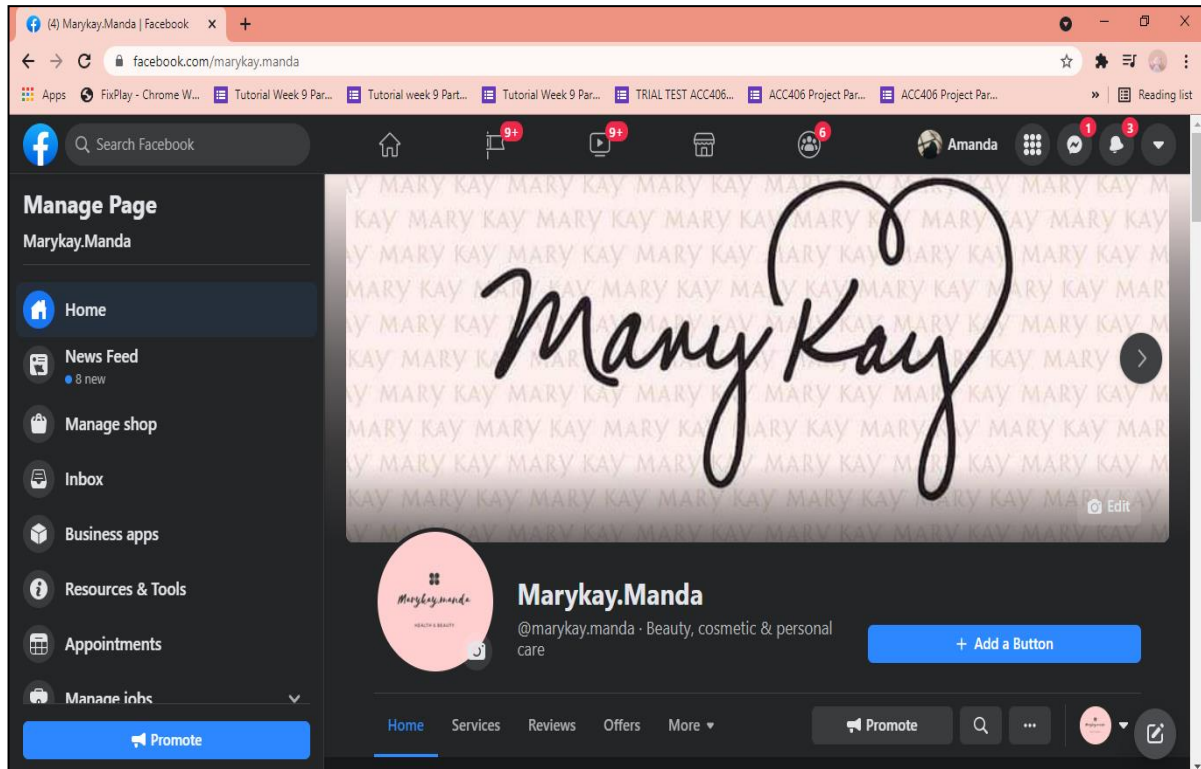 (4) Marykay.Manda | Facebook
facebook.com/marykay.manda
Apps FixPlay - Chrome W... Tutorial Week 9 Par... Tutorial week 9 Part... Tutorial Week 9 Par... TRIAL TEST ACC406... ACC406 Project Par... ACC406 Project Par... » Reading list
Search Facebook 9+ 9+ 6 Amanda 1 3
Manage Page
Marykay.Manda
Home
News Feed
8 new
Manage shop
Inbox
Business apps
Resources & Tools
Appointments
Manage jobs
Promote
MARY KAY MARY KAY MARY KAY MARY KAY
Mary Kay
Edit
Marykay.manda
HEALTH & BEAUTY
Marykay.Manda
@marykay.manda · Beauty, cosmetic & personal
care
+ Add a Button
Home Services Reviews Offers More Promote